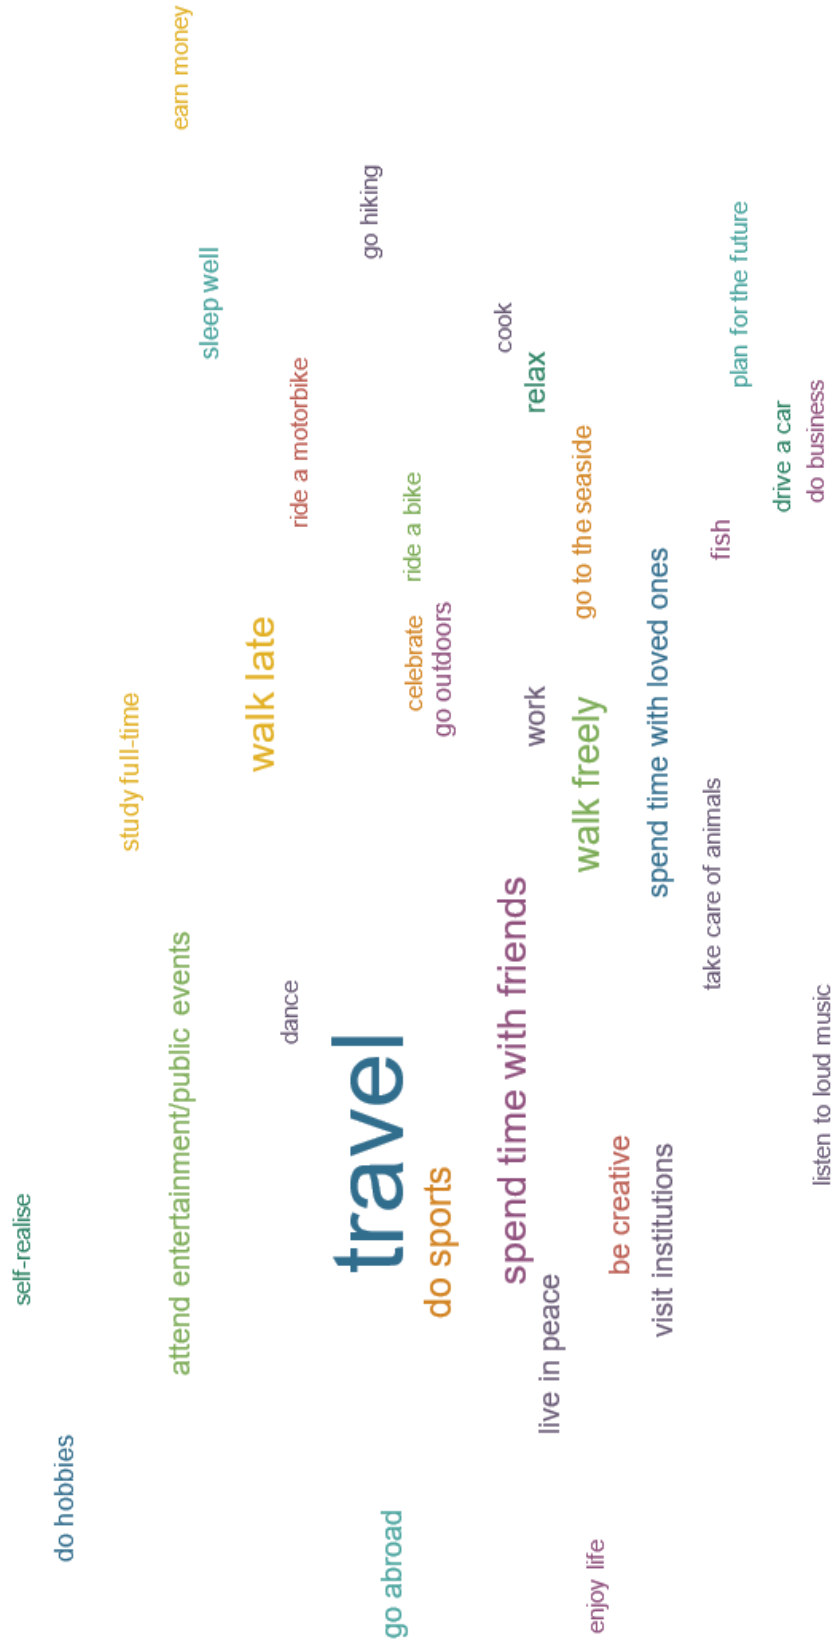 self-realise
do hobbies
study full-time
earn money
attend entertainment/public events
sleep well
walk late
dance
ride a motorbike
travel
go hiking
go abroad
ride a bike
celebrate
do sports
go outdoors
cook
spend time with friends
relax
work
live in peace
go to the seaside
walk freely
enjoy life
be creative
spend time with loved ones
visit institutions
take care of animals
fish
plan for the future
drive a car
do business
listen to loud music